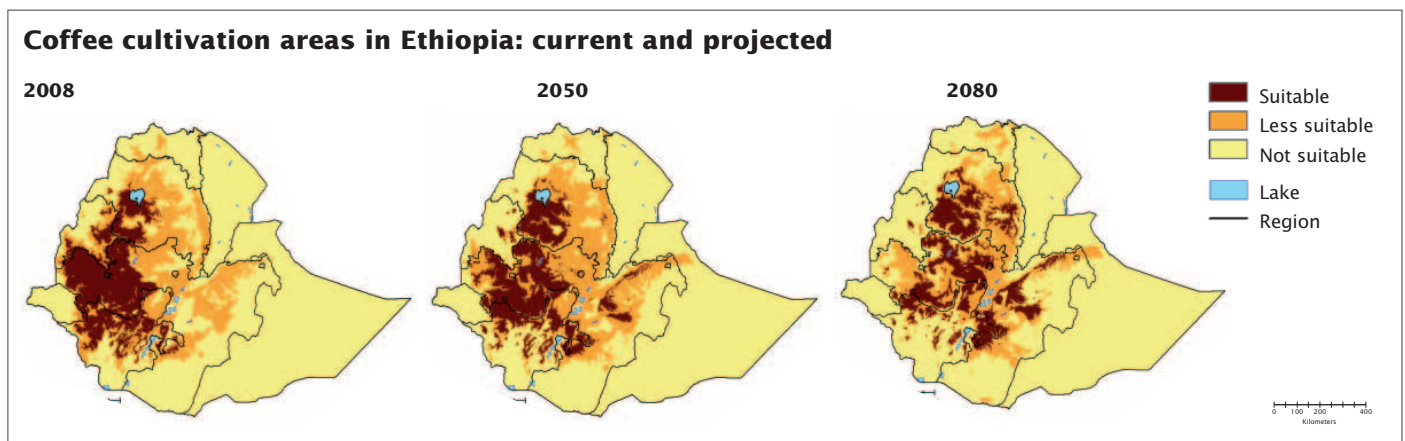 Coffee cultivation areas in Ethiopia: current and projected
2008
2050
2080
Suitable
Less suitable
Not suitable
Lake
Region
0 100 200 400
Kilometers